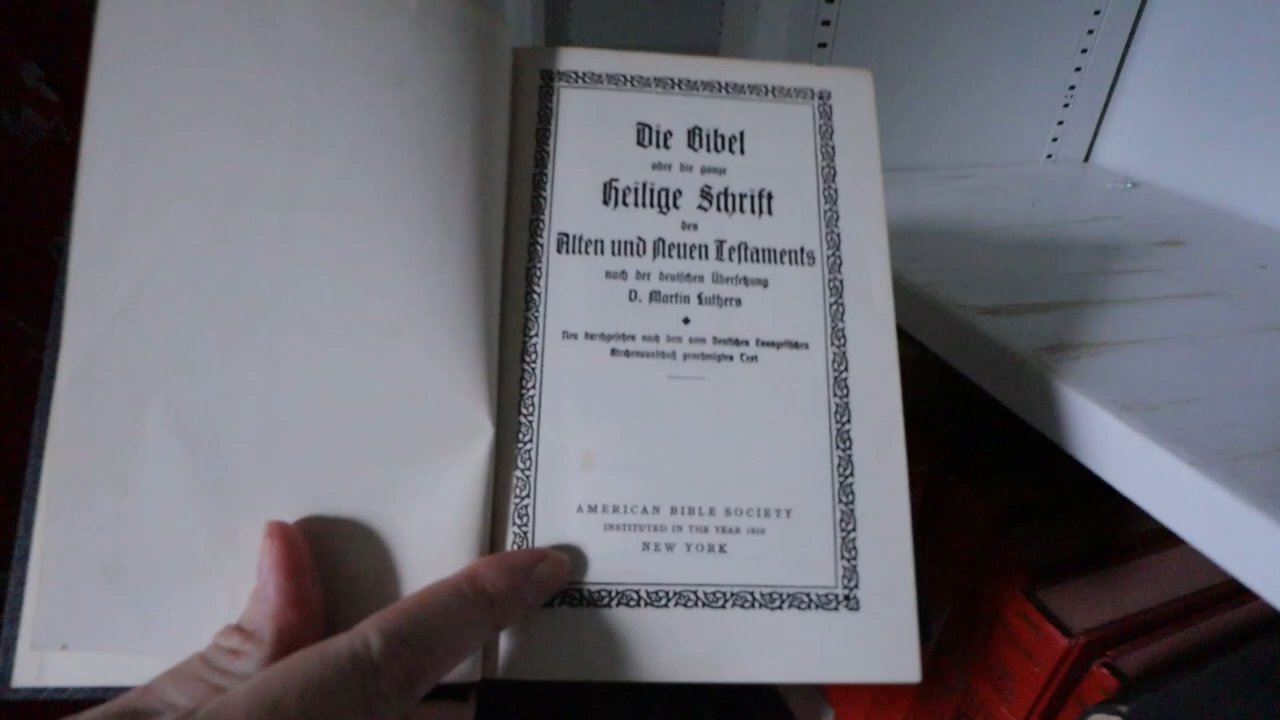 Die Bibel
oder die ganze
Heilige Schrift
des
Alten und Neuen Testaments
nach der deutschen Übersetzung
D. Martin Luthers
Neu durchgesehen nach dem vom Deutschen Evangelischen
Kirchenausschuß genehmigten Text
AMERICAN BIBLE SOCIETY
INSTITUTED IN THE YEAR
NEW YORK